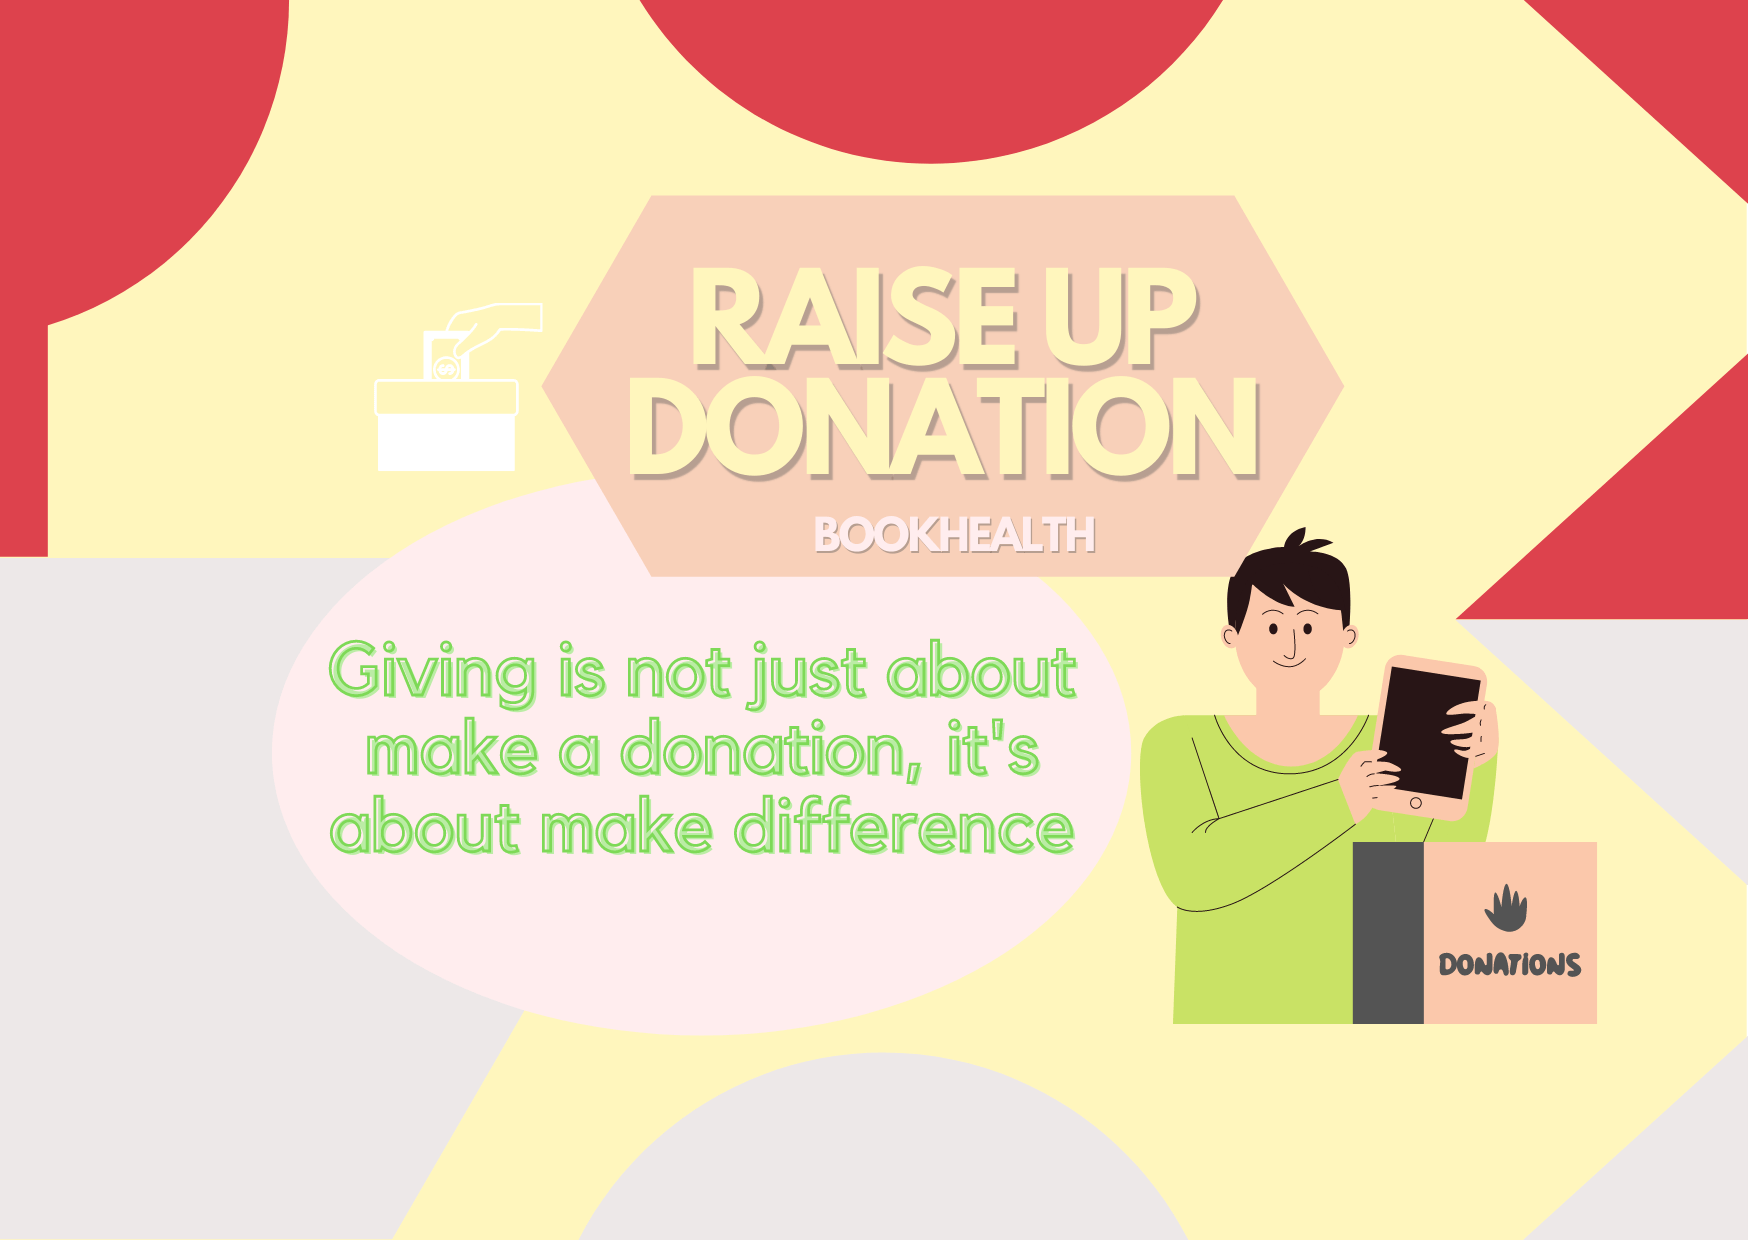 RAISE UP
DONATION
BOOKHEALTH
Giving is not just about
make a donation, it's
about make difference
DONATIONS